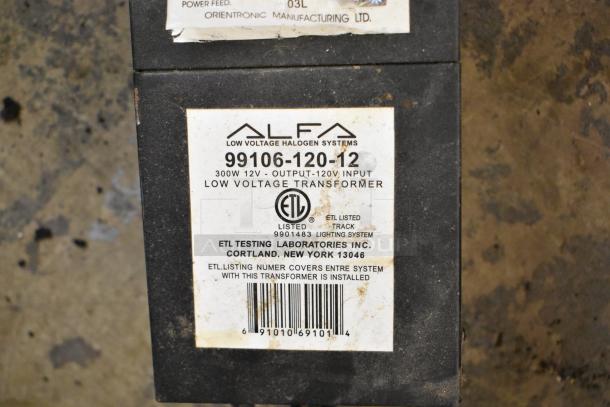 POWER FEED. 03L
ORIENTRONIC MANUFACTURING LTD.
ALFA
LOW VOLTAGE HALOGEN SYSTEMS
99106-120-12
300W 12V - OUTPUT-120V INPUT
LOW VOLTAGE TRANSFORMER
ETL
®
LISTED
9901483
ETL LISTED
TRACK
LIGHTING SYSTEM
ETL TESTING LABORATORIES INC.
CORTLAND. NEW YORK 13046
ETL.LISTING NUMER COVERS ENTRE SYSTEM
WITH THIS TRANSFORMER IS INSTALLED
6 91010 69101 4